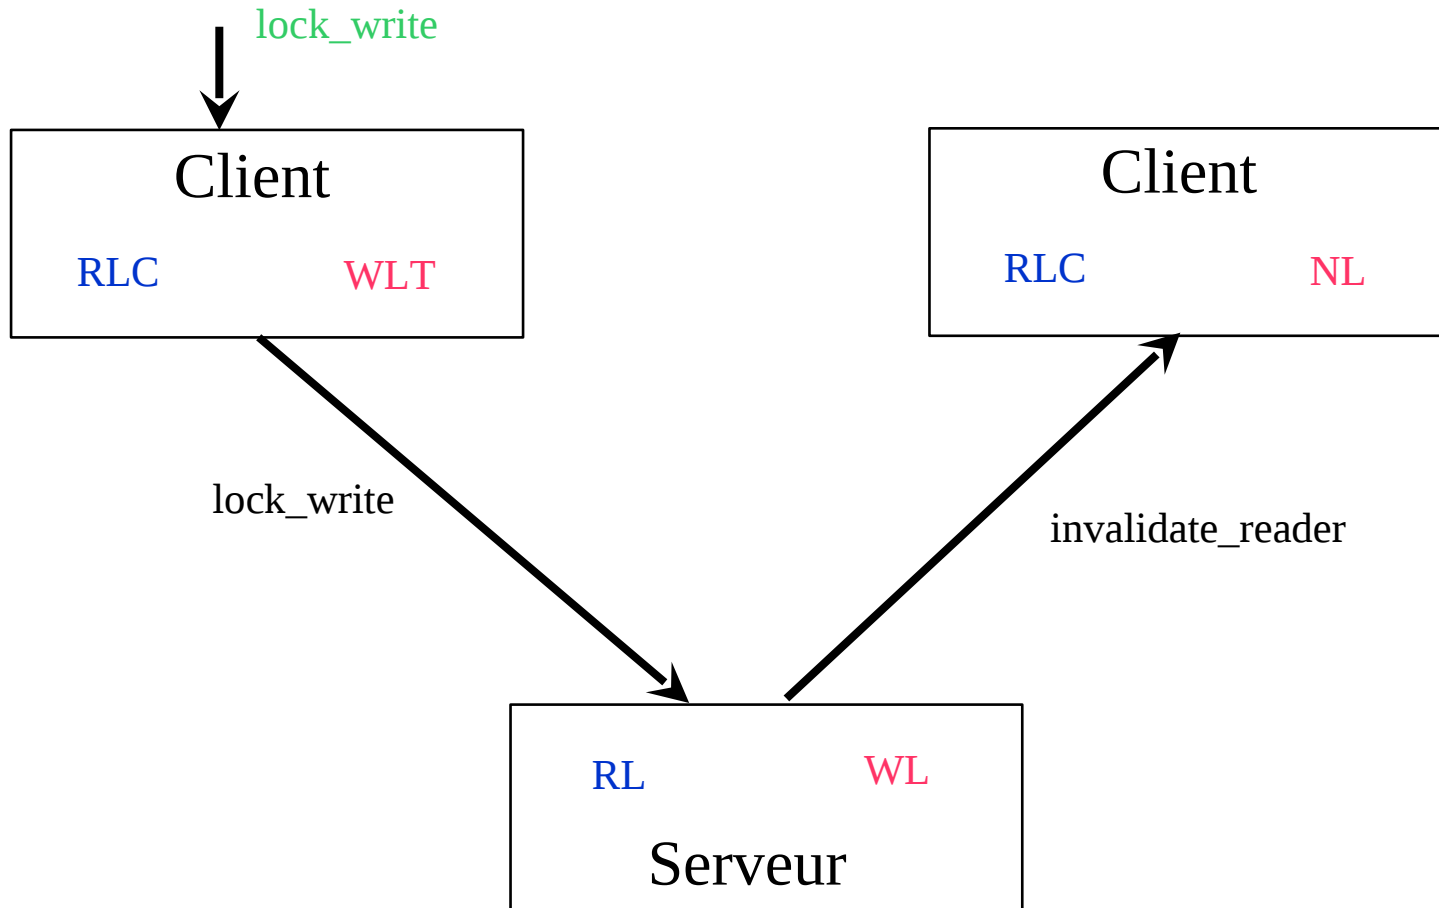 lock_write
Client
RLC WLT
Client
RLC NL
lock_write
invalidate_reader
RL WL
Serveur